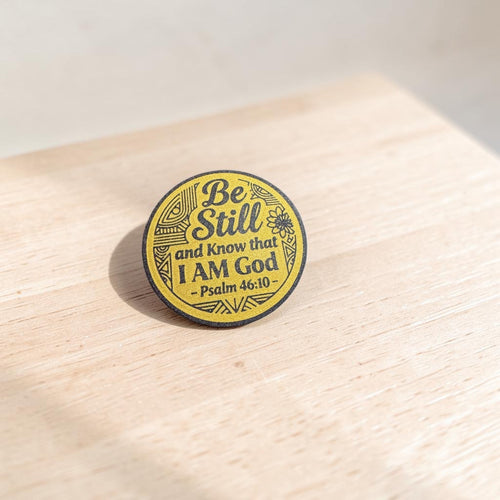 Be
Still
and Know that
I AM God
- Psalm 46:10 -